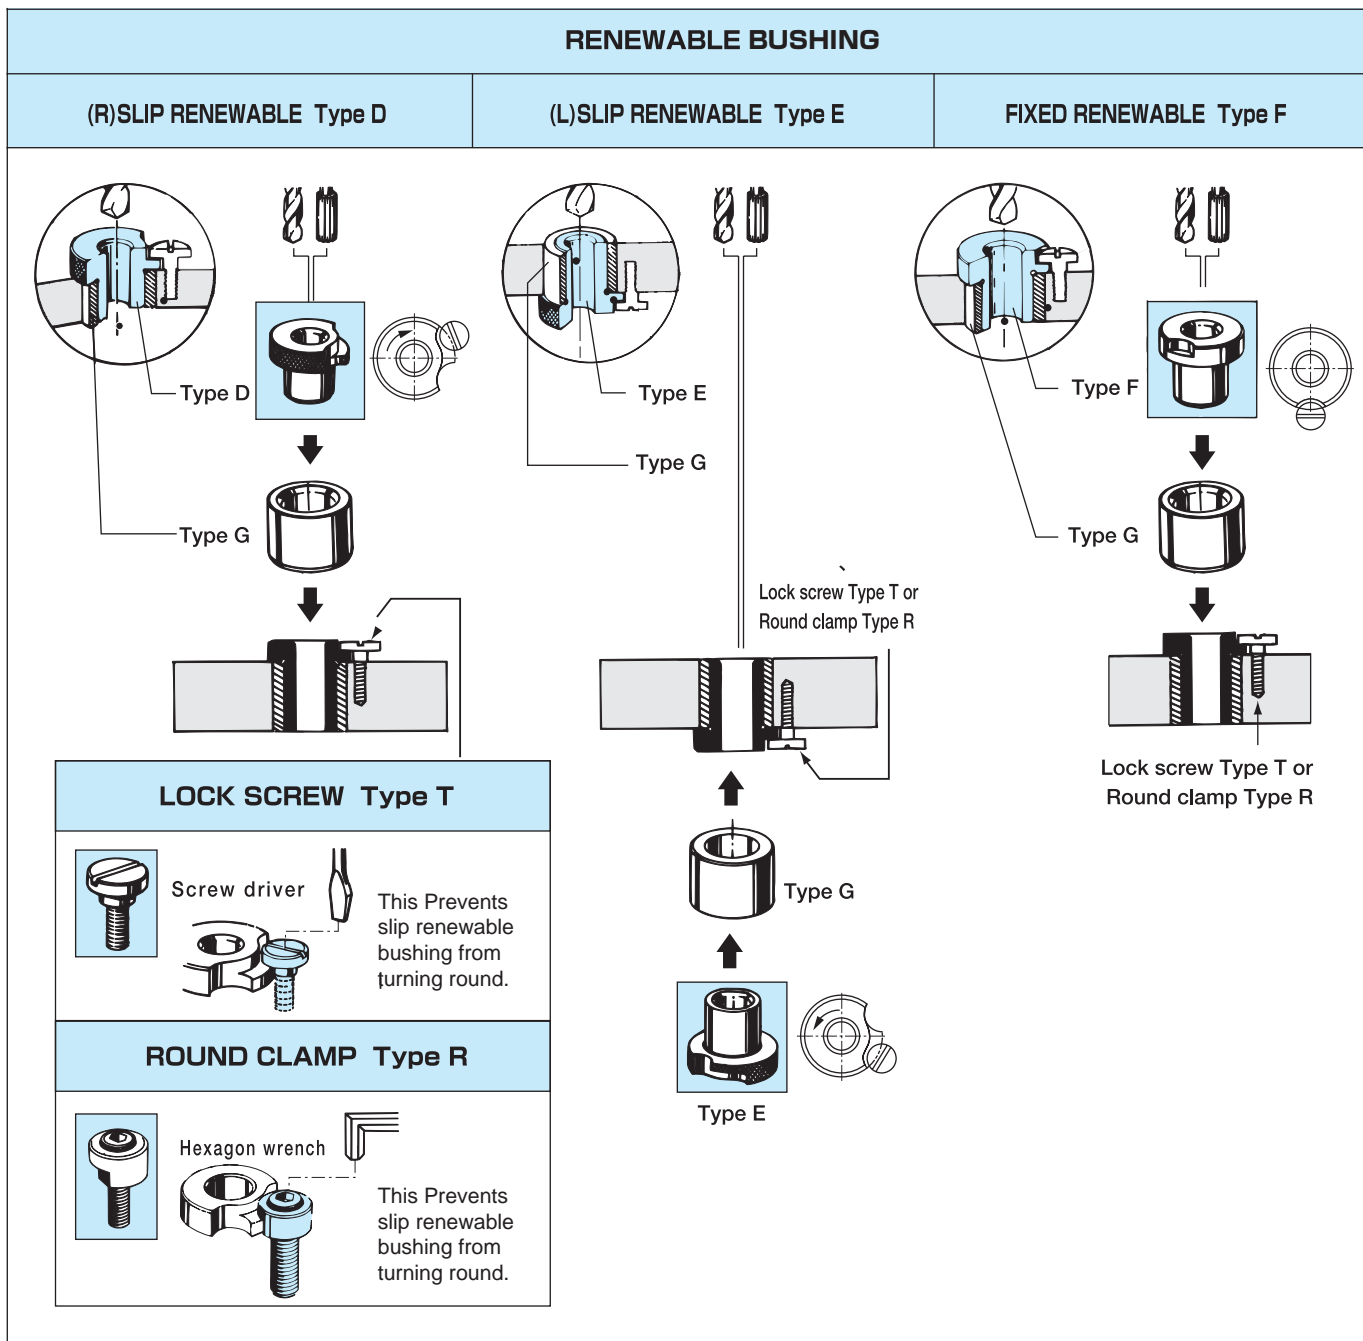 RENEWABLE BUSHING
(R)SLIP RENEWABLE Type D
(L)SLIP RENEWABLE Type E
FIXED RENEWABLE Type F
Type D
Type G
Type E
Type G
Type F
Type G
Lock screw Type T or
Round clamp Type R
Lock screw Type T or
Round clamp Type R
Type G
Type E
LOCK SCREW Type T
Screw driver
This Prevents
slip renewable
bushing from
turning round.
ROUND CLAMP Type R
Hexagon wrench
This Prevents
slip renewable
bushing from
turning round.